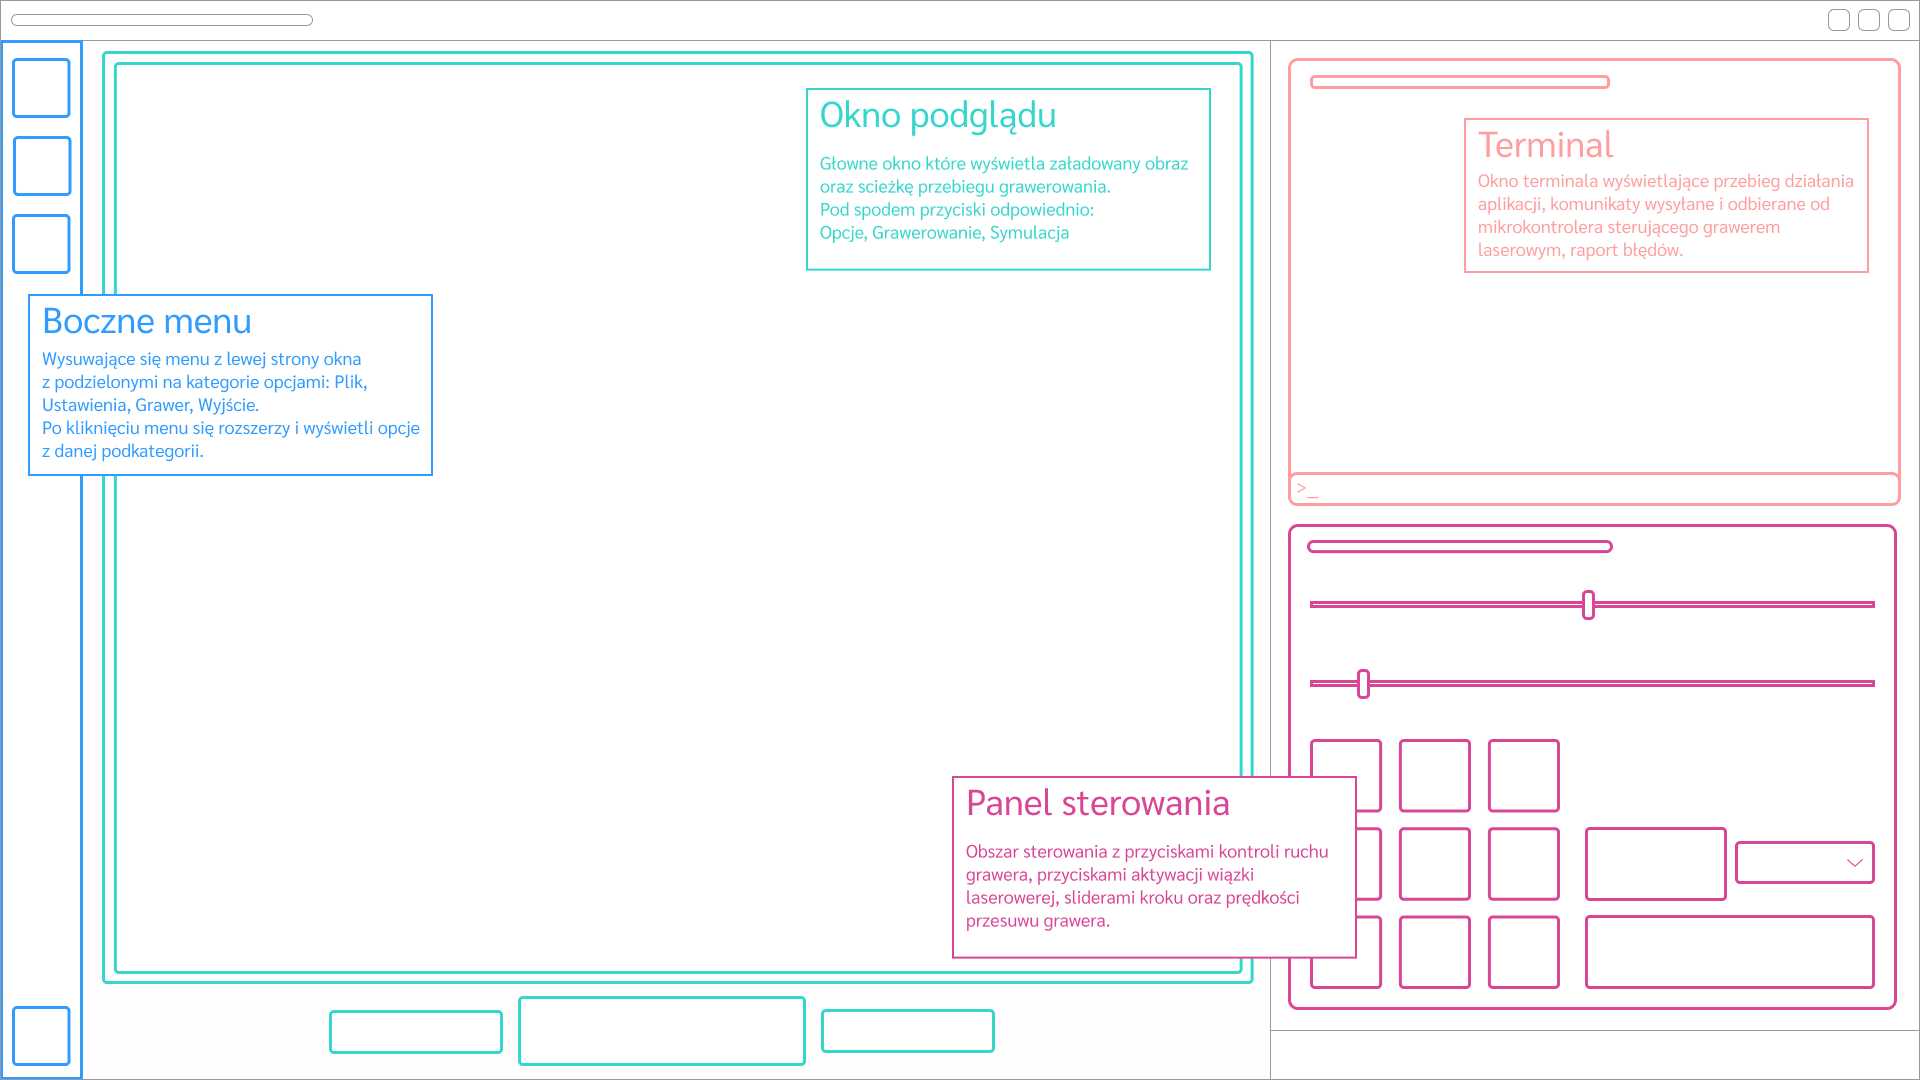 Okno podglądu
Głowne okno które wyświetla załadowany obraz
oraz scieżkę przebiegu grawerowania.
Pod spodem przyciski odpowiednio:
Opcje, Grawerowanie, Symulacja
Terminal
Okno terminala wyświetlające przebieg działania
aplikacji, komunikaty wysyłane i odbierane od
mikrokontrolera sterującego grawerem
laserowym, raport błędów.
Boczne menu
Wysuwające się menu z lewej strony okna
z podzielonymi na kategorie opcjami: Plik,
Ustawienia, Grawer, Wyjście.
Po kliknięciu menu się rozszerzy i wyświetli opcje
z danej podkategorii.
>_
Panel sterowania
Obszar sterowania z przyciskami kontroli ruchu
grawera, przyciskami aktywacji wiązki
laserowerej, sliderami kroku oraz prędkości
przesuwu grawera.